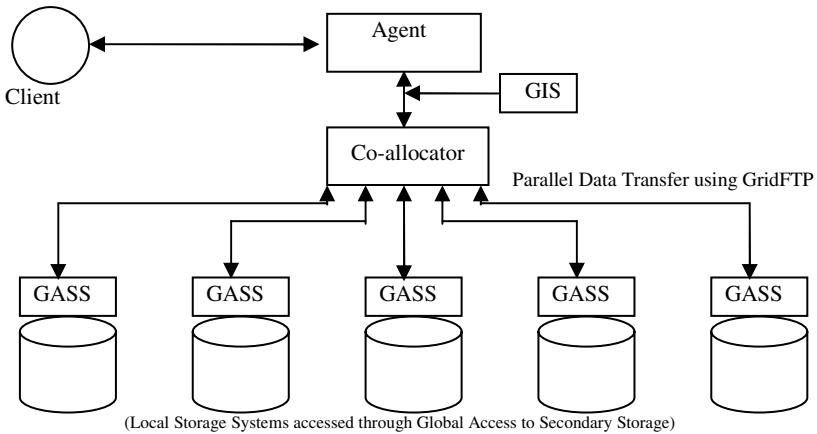 Agent
Client
GIS
Co-allocator
Parallel Data Transfer using GridFTP
GASS GASS GASS GASS GASS
(Local Storage Systems accessed through Global Access to Secondary Storage)